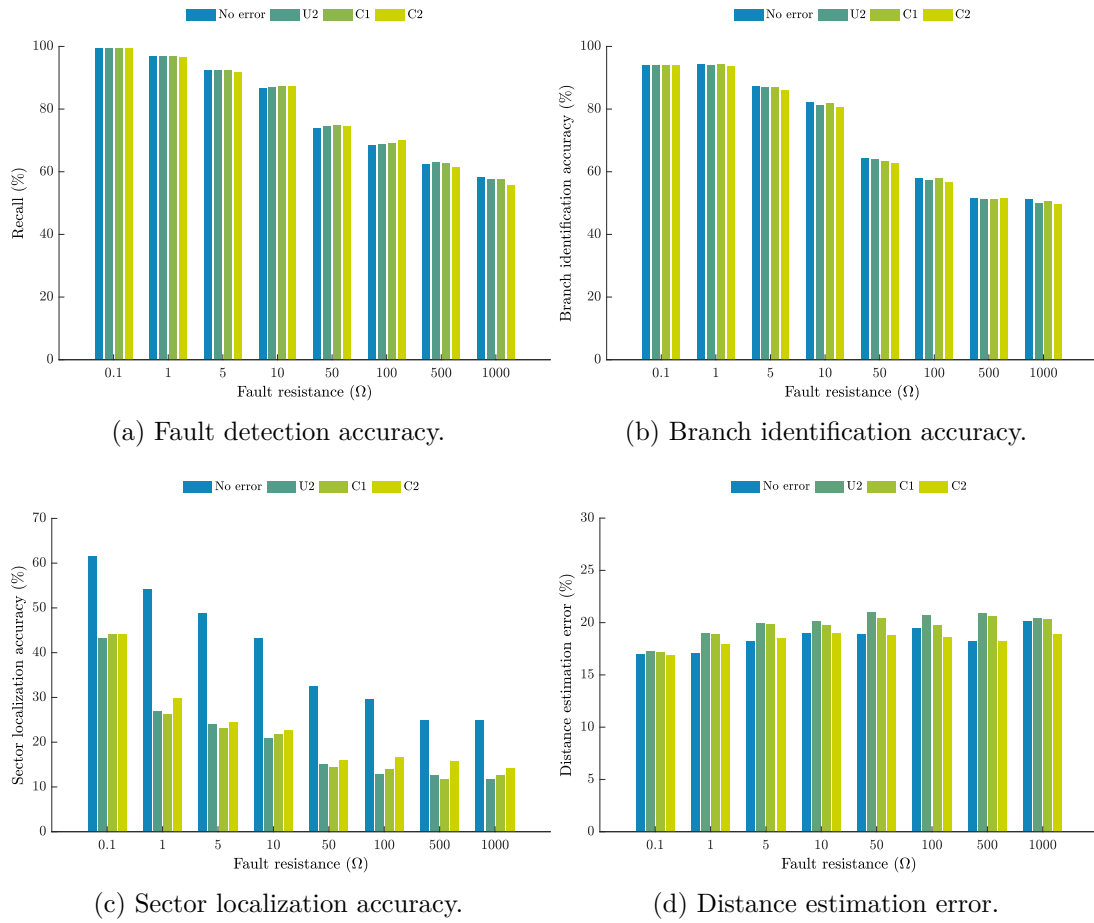 No error U2 C1 C2
100
80
60
40
20
0
Recall (%)
0.1 1 5 10 50 100 500 1000
Fault resistance (Ω)
(a) Fault detection accuracy.
No error U2 C1 C2
100
80
60
40
20
0
Branch identification accuracy (%)
0.1 1 5 10 50 100 500 1000
Fault resistance (Ω)
(b) Branch identification accuracy.
No error U2 C1 C2
70
60
50
40
30
20
10
0
Sector localization accuracy (%)
0.1 1 5 10 50 100 500 1000
Fault resistance (Ω)
(c) Sector localization accuracy.
No error U2 C1 C2
30
25
20
15
10
5
0
Distance estimation error (%)
0.1 1 5 10 50 100 500 1000
Fault resistance (Ω)
(d) Distance estimation error.